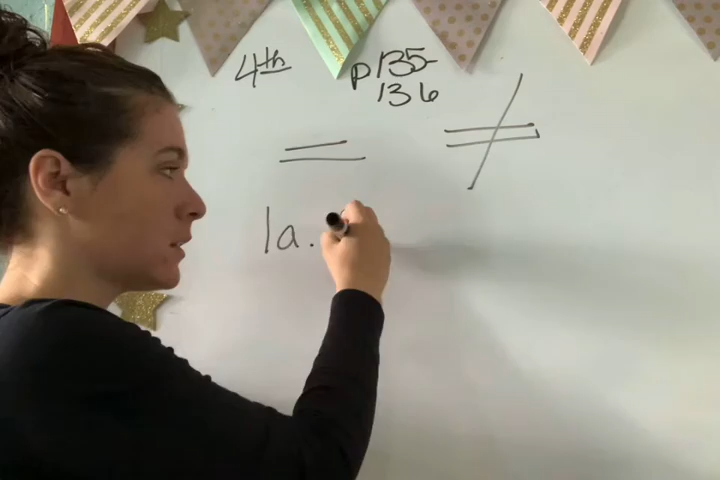 4th p135-
136
= ≠
1a.